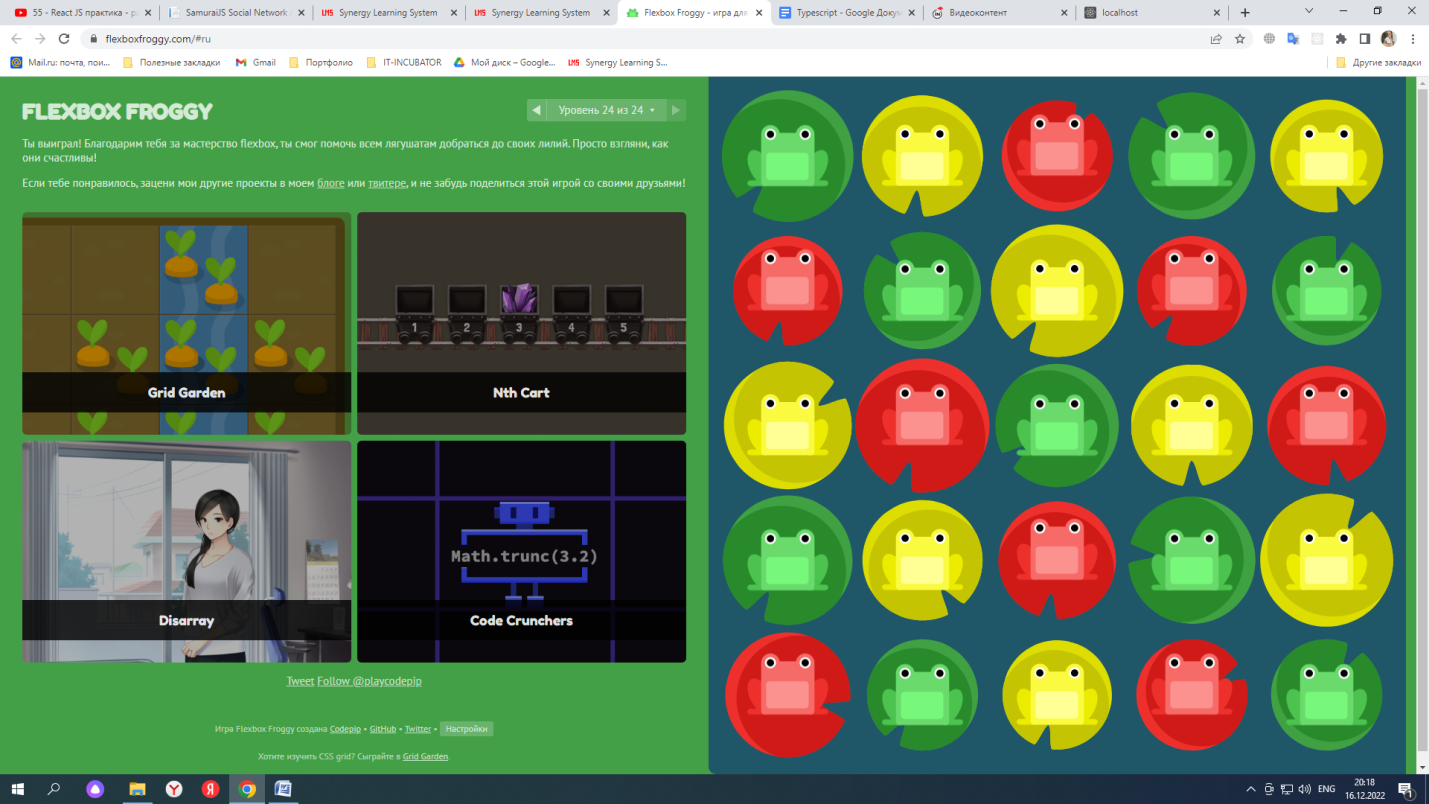 55 - React JS практика - р
SamuraiJS Social Network
Synergy Learning System
Synergy Learning System
Flexbox Froggy - игра для
Typescript - Google Докум
Видеоконтент
localhost
flexboxfroggy.com/#ru
Mail.ru: почта, пои...
Полезные закладки
Gmail
Портфолио
IT-INCUBATOR
Мой диск – Google...
LMS Synergy Learning S...
Другие закладки
FLEXBOX FROGGY
Уровень 24 из 24
Ты выиграл! Благодарим тебя за мастерство flexbox, ты смог помочь всем лягушатам добраться до своих лилий. Просто взгляни, как
они счастливы!
Если тебе понравилось, зацени мои другие проекты в моем блоге или твитере, и не забудь поделиться этой игрой со своими друзьями!
1 2 3 4 5
Grid Garden
Nth Cart
Math.trunc(3.2)
Disarray
Code Crunchers
Tweet Follow @playcodepip
Игра Flexbox Froggy создана Codepip • GitHub • Twitter • Настройки
Хотите изучить CSS grid? Сыграйте в Grid Garden.
ENG
20:18
16.12.2022
1